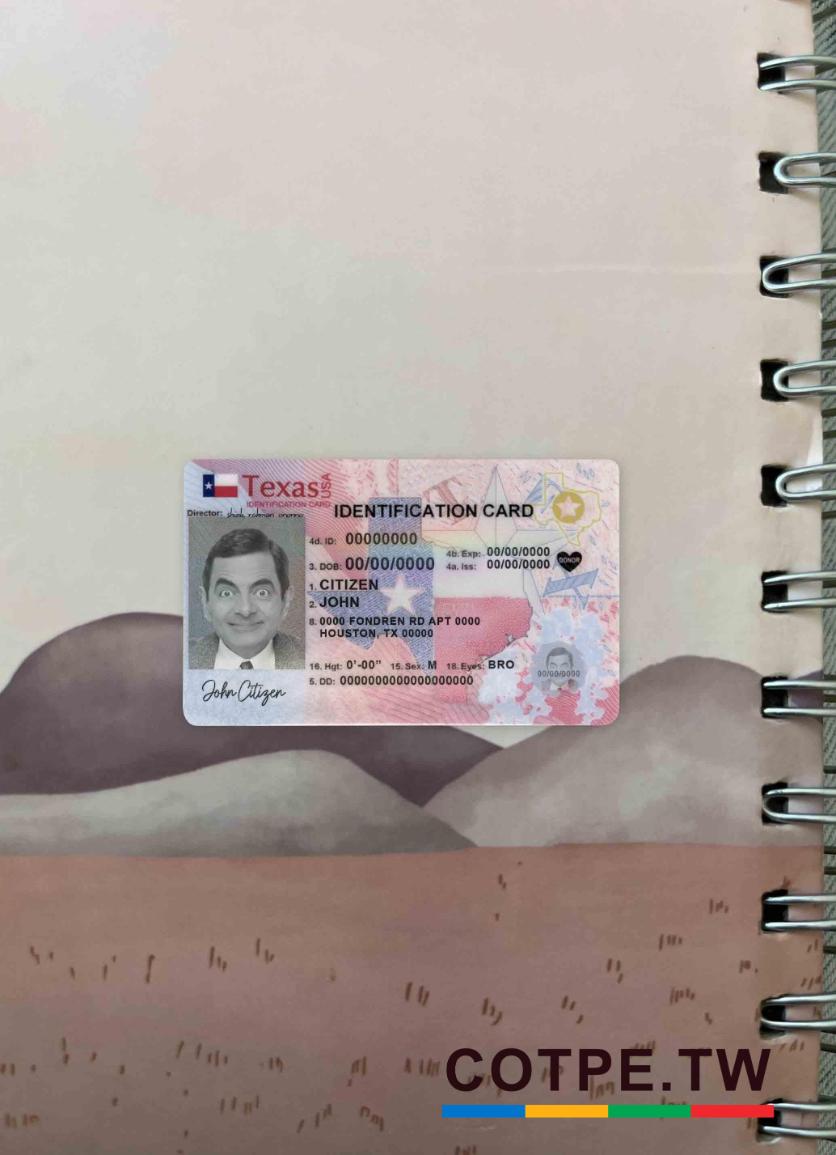 Texas USA
IDENTIFICATION CARD
Director:
IDENTIFICATION CARD
4d. ID: 00000000
4b. Exp: 00/00/0000
3. DOB: 00/00/0000 4a. Iss: 00/00/0000
DONOR
1. CITIZEN
2. JOHN
8. 0000 FONDREN RD APT 0000
HOUSTON, TX 00000
16. Hgt: 0'-00" 15. Sex: M 18. Eyes: BRO
00/00/0000
5. DD: 00000000000000000000
John Citizen
COTPE.TW